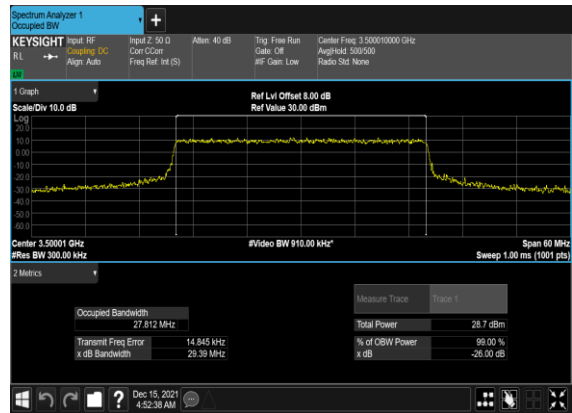 Spectrum Analyzer 1
Occupied BW
KEYSIGHT Input: RF Input Z: 50 Ω Atten: 40 dB Trig: Free Run Center Freq: 3.500010000 GHz
R L Coupling: DC Corr CCorr Gate: Off Avg|Hold: 500/500
Align: Auto Freq Ref: Int (S) #IF Gain: Low Radio Std: None
1 Graph
Ref Lvl Offset 8.00 dB
Scale/Div 10.0 dB Ref Value 30.00 dBm
Log
20.0
10.0
0.00
-10.0
-20.0
-30.0
-40.0
-50.0
-60.0
Center 3.50001 GHz #Video BW 910.00 kHz* Span 60 MHz
#Res BW 300.00 kHz Sweep 1.00 ms (1001 pts)
2 Metrics
Measure Trace Trace 1
Occupied Bandwidth
27.812 MHz Total Power 28.7 dBm
Transmit Freq Error 14.845 kHz % of OBW Power 99.00 %
x dB Bandwidth 29.39 MHz x dB -26.00 dB
Dec 15, 2021
4:52:38 AM